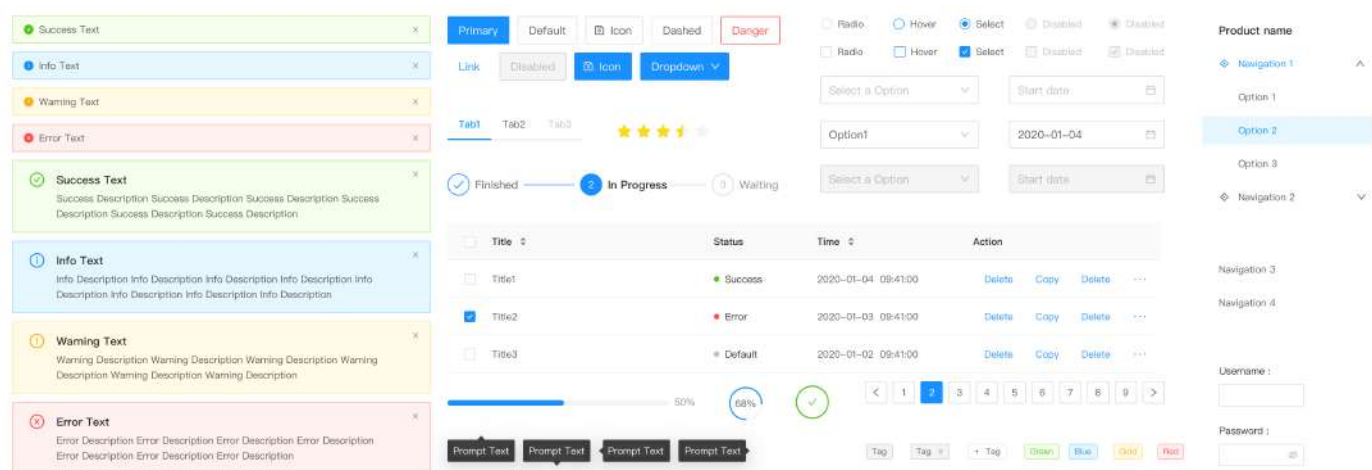 Success Text
Info Text
Warning Text
Error Text
Success Text
Success Description Success Description Success Description Success
Description Success Description Success Description
Info Text
Info Description Info Description Info Description Info Description Info
Description Info Description Info Description Info Description
Warning Text
Warning Description Warning Description Warning Description Warning
Description Warning Description Warning Description
Error Text
Error Description Error Description Error Description Error Description
Error Description Error Description Error Description
Primary Default Icon Dashed Danger
Link Disabled Icon Dropdown
Tab1 Tab2 Tab3
Finished 2 In Progress 3 Waiting
Radio Hover Select Disabled Disabled
Radio Hover Select Disabled Disabled
Select a Option Start date
Option1 2020-01-04
Select a Option Start date
Title Status Time Action
Title1 Success 2020-01-04 09:41:00 Delete Copy Delete ···
Title2 Error 2020-01-03 09:41:00 Delete Copy Delete ···
Title3 Default 2020-01-02 09:41:00 Delete Copy Delete ···
50% 68% < 1 2 3 4 5 6 7 8 9 >
Prompt Text Prompt Text Prompt Text Prompt Text
Tag Tag × + Tag Green Blue Gold Red
Product name
Navigation 1
Option 1
Option 2
Option 3
Navigation 2
Navigation 3
Navigation 4
Username :
Password :